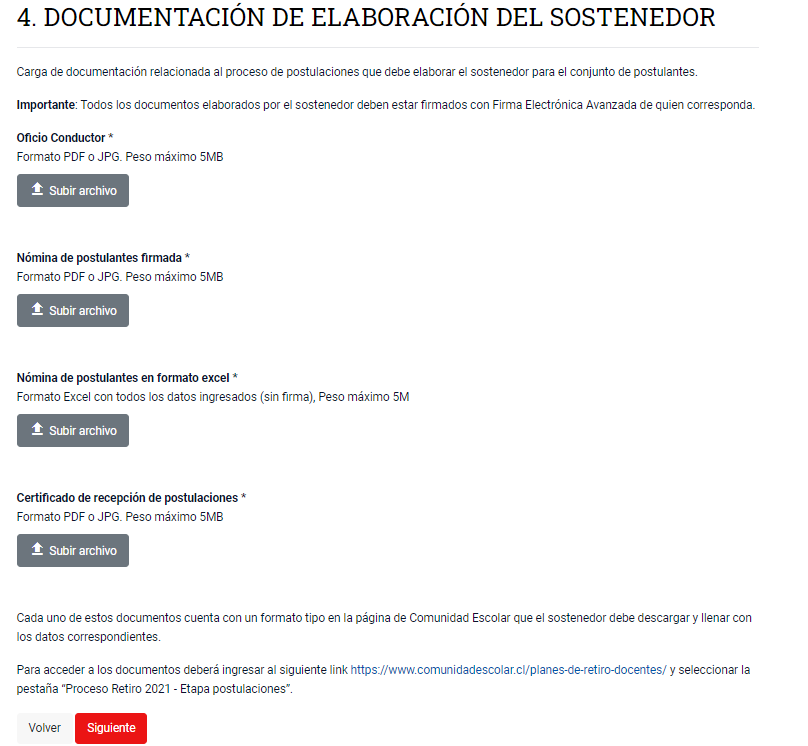 4. DOCUMENTACIÓN DE ELABORACIÓN DEL SOSTENEDOR
Carga de documentación relacionada al proceso de postulaciones que debe elaborar el sostenedor para el conjunto de postulantes.
Importante: Todos los documentos elaborados por el sostenedor deben estar firmados con Firma Electrónica Avanzada de quien corresponda.
Oficio Conductor *
Formato PDF o JPG. Peso máximo 5MB
Subir archivo
Nómina de postulantes firmada *
Formato PDF o JPG. Peso máximo 5MB
Subir archivo
Nómina de postulantes en formato excel *
Formato Excel con todos los datos ingresados (sin firma), Peso máximo 5M
Subir archivo
Certificado de recepción de postulaciones *
Formato PDF o JPG. Peso máximo 5MB
Subir archivo
Cada uno de estos documentos cuenta con un formato tipo en la página de Comunidad Escolar que el sostenedor debe descargar y llenar con
los datos correspondientes.
Para acceder a los documentos deberá ingresar al siguiente link https://www.comunidadescolar.cl/planes-de-retiro-docentes/ y seleccionar la
pestaña “Proceso Retiro 2021 - Etapa postulaciones”.
Volver Siguiente